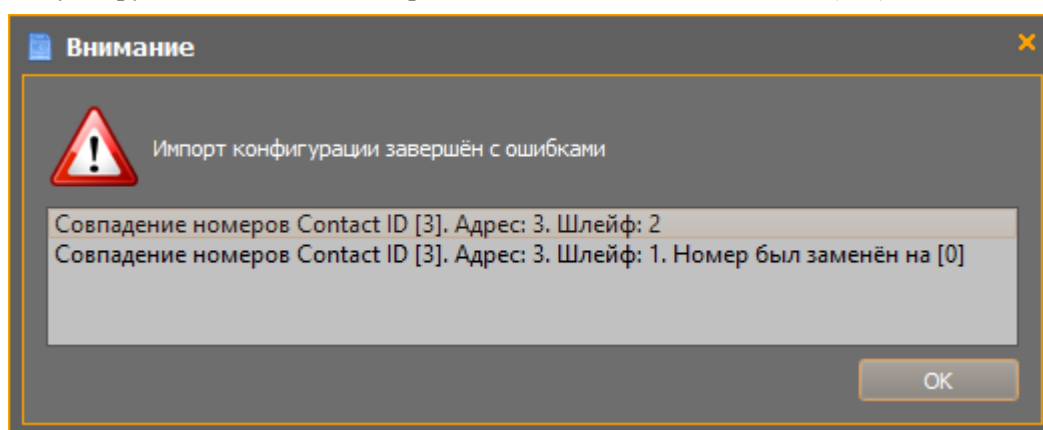 Внимание
Импорт конфигурации завершён с ошибками
Совпадение номеров Contact ID [3]. Адрес: 3. Шлейф: 2
Совпадение номеров Contact ID [3]. Адрес: 3. Шлейф: 1. Номер был заменён на [0]
OK